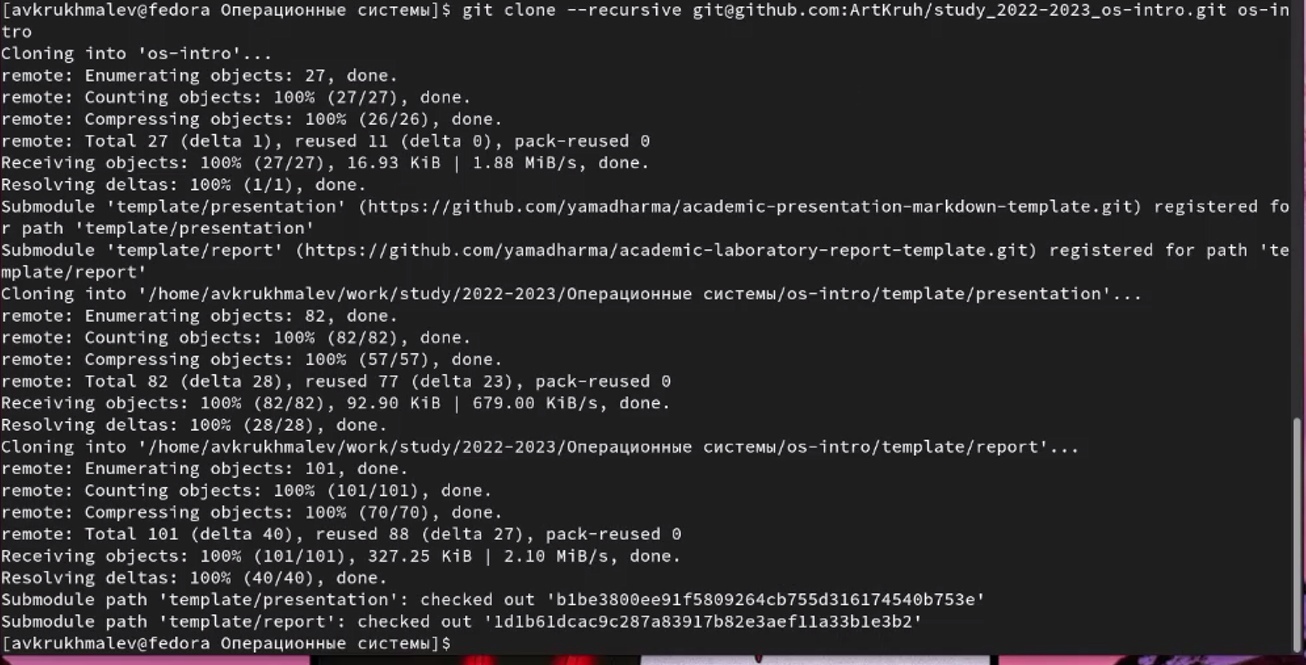 [avkrukhmalev@fedora Операционные системы]$ git clone --recursive git@github.com:ArtKruh/study_2022-2023_os-intro.git os-in
tro
Cloning into 'os-intro'...
remote: Enumerating objects: 27, done.
remote: Counting objects: 100% (27/27), done.
remote: Compressing objects: 100% (26/26), done.
remote: Total 27 (delta 1), reused 11 (delta 0), pack-reused 0
Receiving objects: 100% (27/27), 16.93 KiB | 1.88 MiB/s, done.
Resolving deltas: 100% (1/1), done.
Submodule 'template/presentation' (https://github.com/yamadharma/academic-presentation-markdown-template.git) registered fo
r path 'template/presentation'
Submodule 'template/report' (https://github.com/yamadharma/academic-laboratory-report-template.git) registered for path 'te
mplate/report'
Cloning into '/home/avkrukhmalev/work/study/2022-2023/Операционные системы/os-intro/template/presentation'...
remote: Enumerating objects: 82, done.
remote: Counting objects: 100% (82/82), done.
remote: Compressing objects: 100% (57/57), done.
remote: Total 82 (delta 28), reused 77 (delta 23), pack-reused 0
Receiving objects: 100% (82/82), 92.90 KiB | 679.00 KiB/s, done.
Resolving deltas: 100% (28/28), done.
Cloning into '/home/avkrukhmalev/work/study/2022-2023/Операционные системы/os-intro/template/report'...
remote: Enumerating objects: 101, done.
remote: Counting objects: 100% (101/101), done.
remote: Compressing objects: 100% (70/70), done.
remote: Total 101 (delta 40), reused 88 (delta 27), pack-reused 0
Receiving objects: 100% (101/101), 327.25 KiB | 2.10 MiB/s, done.
Resolving deltas: 100% (40/40), done.
Submodule path 'template/presentation': checked out 'b1be3800ee91f5809264cb755d316174540b753e'
Submodule path 'template/report': checked out '1d1b61dcac9c287a83917b82e3aef11a33b1e3b2'
[avkrukhmalev@fedora Операционные системы]$